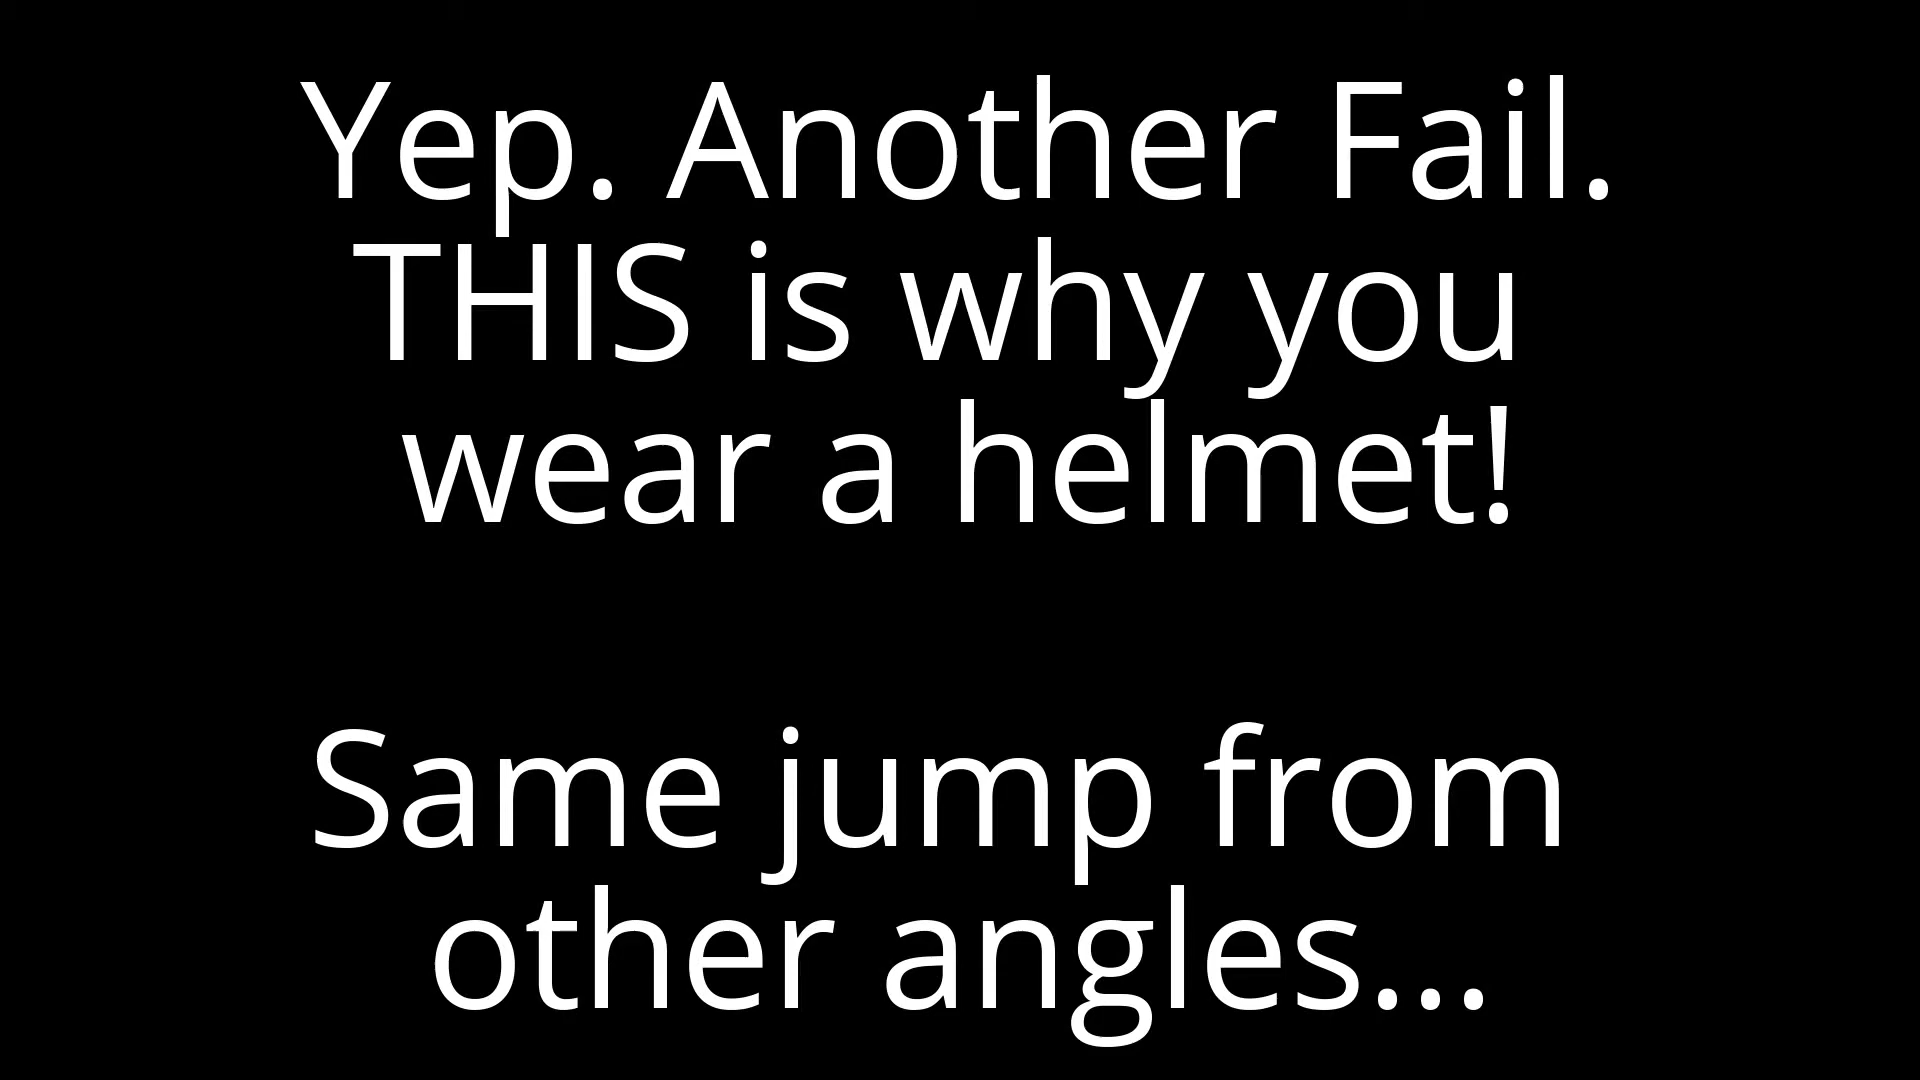 Yep. Another Fail.
THIS is why you
wear a helmet!
Same jump from
other angles...